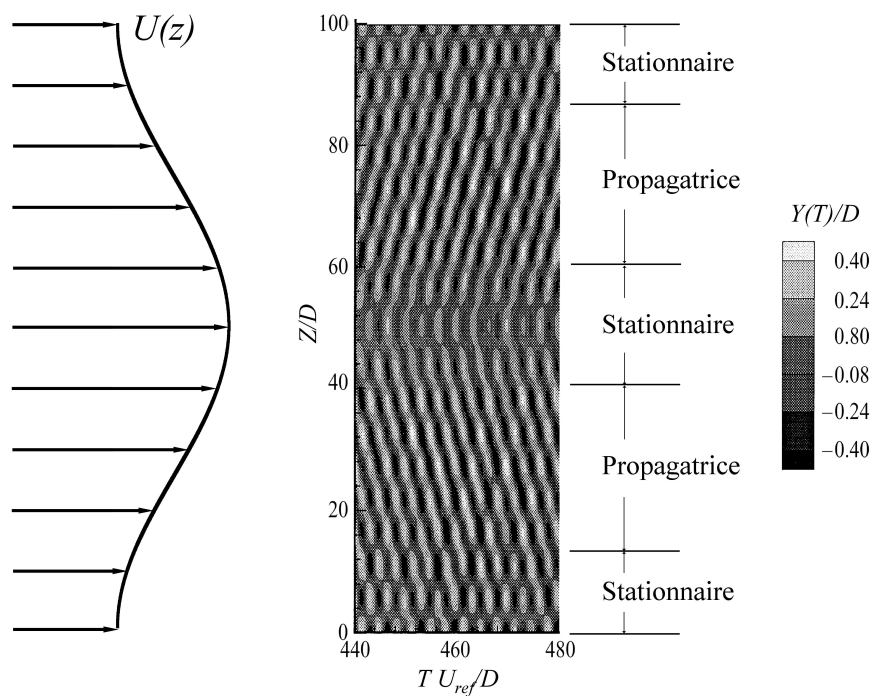 U(z)
100
80
60
40
20
0
Z/D
440
460
480
T U_ref/D
Stationnaire
Propagatrice
Stationnaire
Propagatrice
Stationnaire
Y(T)/D
0.40
0.24
0.80
–0.08
–0.24
–0.40